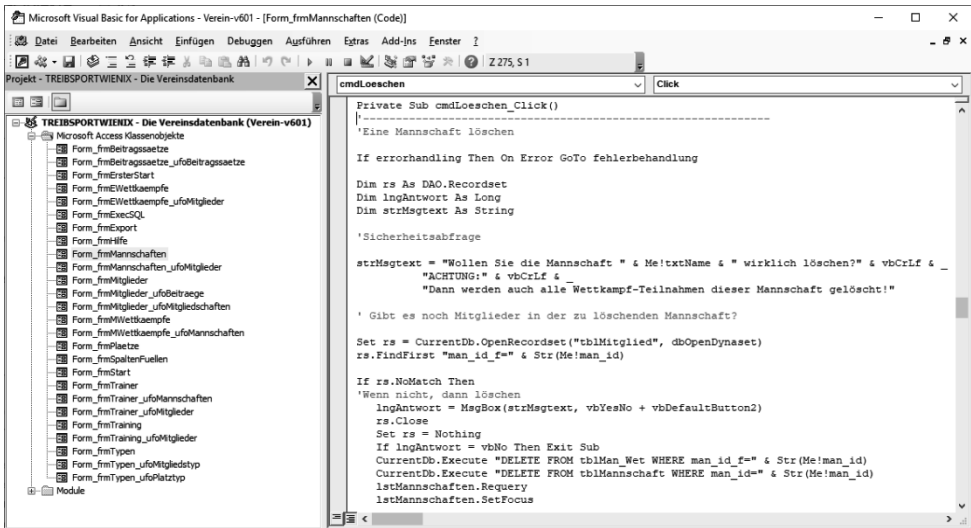 Microsoft Visual Basic for Applications - Verein-v601 - [Form_frmMannschaften (Code)]
Datei Bearbeiten Ansicht Einfügen Debuggen Ausführen Extras Add-Ins Fenster ?
Z 275, S 1
Projekt - TREIBSPORTWIENIX - Die Vereinsdatenbank
TREIBSPORTWIENIX - Die Vereinsdatenbank (Verein-v601)
Microsoft Access Klassenobjekte
Form_frmBeitragssaetze
Form_frmBeitragssaetze_ufoBeitragssaetze
Form_frmErsterStart
Form_frmEWettkaempfe
Form_frmEWettkaempfe_ufoMitglieder
Form_frmExecSQL
Form_frmExport
Form_frmHilfe
Form_frmMannschaften
Form_frmMannschaften_ufoMitglieder
Form_frmMitglieder
Form_frmMitglieder_ufoBeitraege
Form_frmMitglieder_ufoMitgliedschaften
Form_frmMWettkaempfe
Form_frmMWettkaempfe_ufoMannschaften
Form_frmPlaetze
Form_frmSpaltenFuellen
Form_frmStart
Form_frmTrainer
Form_frmTrainer_ufoMannschaften
Form_frmTrainer_ufoMitglieder
Form_frmTraining
Form_frmTraining_ufoMitglieder
Form_frmTypen
Form_frmTypen_ufoMitgliedstyp
Form_frmTypen_ufoPlatztyp
Module
cmdLoeschen Click
Private Sub cmdLoeschen_Click()
'---------------------------------------------------------------
'Eine Mannschaft löschen
If errorhandling Then On Error GoTo fehlerbehandlung
Dim rs As DAO.Recordset
Dim lngAntwort As Long
Dim strMsgtext As String
'Sicherheitsabfrage
strMsgtext = "Wollen Sie die Mannschaft " & Me!txtName & " wirklich löschen?" & vbCrLf & _
"ACHTUNG:" & vbCrLf & _
"Dann werden auch alle Wettkampf-Teilnahmen dieser Mannschaft gelöscht!"
' Gibt es noch Mitglieder in der zu löschenden Mannschaft?
Set rs = CurrentDb.OpenRecordset("tblMitglied", dbOpenDynaset)
rs.FindFirst "man_id_f=" & Str(Me!man_id)
If rs.NoMatch Then
'Wenn nicht, dann löschen
lngAntwort = MsgBox(strMsgtext, vbYesNo + vbDefaultButton2)
rs.Close
Set rs = Nothing
If lngAntwort = vbNo Then Exit Sub
CurrentDb.Execute "DELETE FROM tblMan_Wet WHERE man_id_f=" & Str(Me!man_id)
CurrentDb.Execute "DELETE FROM tblMannschaft WHERE man_id=" & Str(Me!man_id)
lstMannschaften.Requery
lstMannschaften.SetFocus